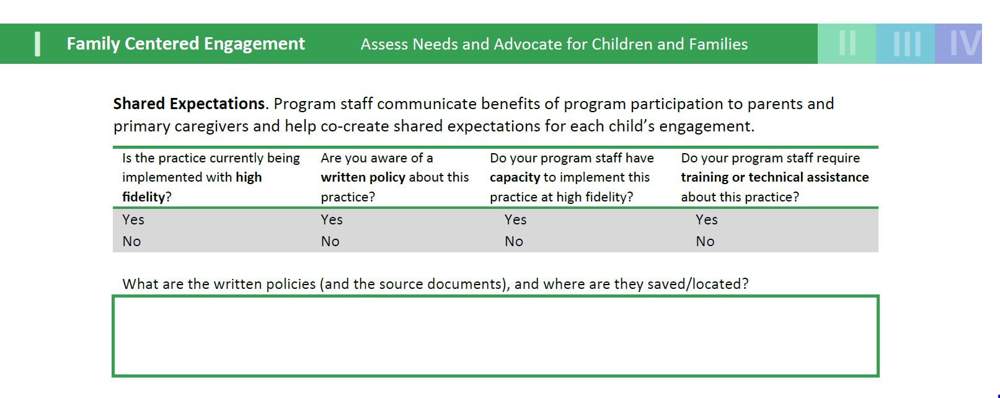 I Family Centered Engagement Assess Needs and Advocate for Children and Families II III IV
Shared Expectations. Program staff communicate benefits of program participation to parents and
primary caregivers and help co-create shared expectations for each child’s engagement.
Is the practice currently being Are you aware of a Do your program staff have Do your program staff require
implemented with high written policy about this capacity to implement this training or technical assistance
fidelity? practice? practice at high fidelity? about this practice?
Yes Yes Yes Yes
No No No No
What are the written policies (and the source documents), and where are they saved/located?